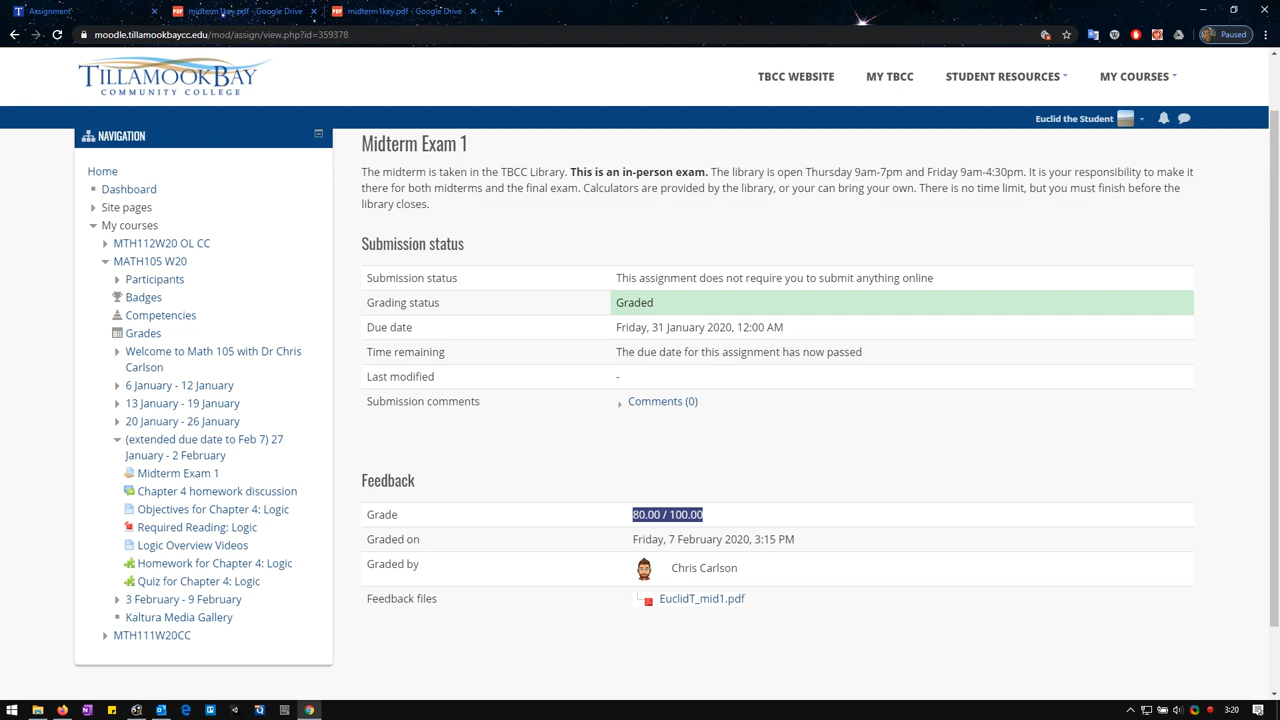 Assignment
midterm1key.pdf - Google Drive
midterm1key.pdf - Google Drive
moodle.tillamookbaycc.edu/mod/assign/view.php?id=359378
Paused
TILLAMOOKBAY
COMMUNITY COLLEGE
TBCC WEBSITE
MY TBCC
STUDENT RESOURCES
MY COURSES
Euclid the Student
NAVIGATION
Home
Dashboard
Site pages
My courses
MTH112W20 OL CC
MATH105 W20
Participants
Badges
Competencies
Grades
Welcome to Math 105 with Dr Chris
Carlson
6 January - 12 January
13 January - 19 January
20 January - 26 January
(extended due date to Feb 7) 27
January - 2 February
Midterm Exam 1
Chapter 4 homework discussion
Objectives for Chapter 4: Logic
Required Reading: Logic
Logic Overview Videos
Homework for Chapter 4: Logic
Quiz for Chapter 4: Logic
3 February - 9 February
Kaltura Media Gallery
MTH111W20CC
Midterm Exam 1
The midterm is taken in the TBCC Library. This is an in-person exam. The library is open Thursday 9am-7pm and Friday 9am-4:30pm. It is your responsibility to make it
there for both midterms and the final exam. Calculators are provided by the library, or your can bring your own. There is no time limit, but you must finish before the
library closes.
Submission status
Submission status This assignment does not require you to submit anything online
Grading status Graded
Due date Friday, 31 January 2020, 12:00 AM
Time remaining The due date for this assignment has now passed
Last modified -
Submission comments Comments (0)
Feedback
Grade 80.00 / 100.00
Graded on Friday, 7 February 2020, 3:15 PM
Graded by Chris Carlson
Feedback files EuclidT_mid1.pdf
3:20